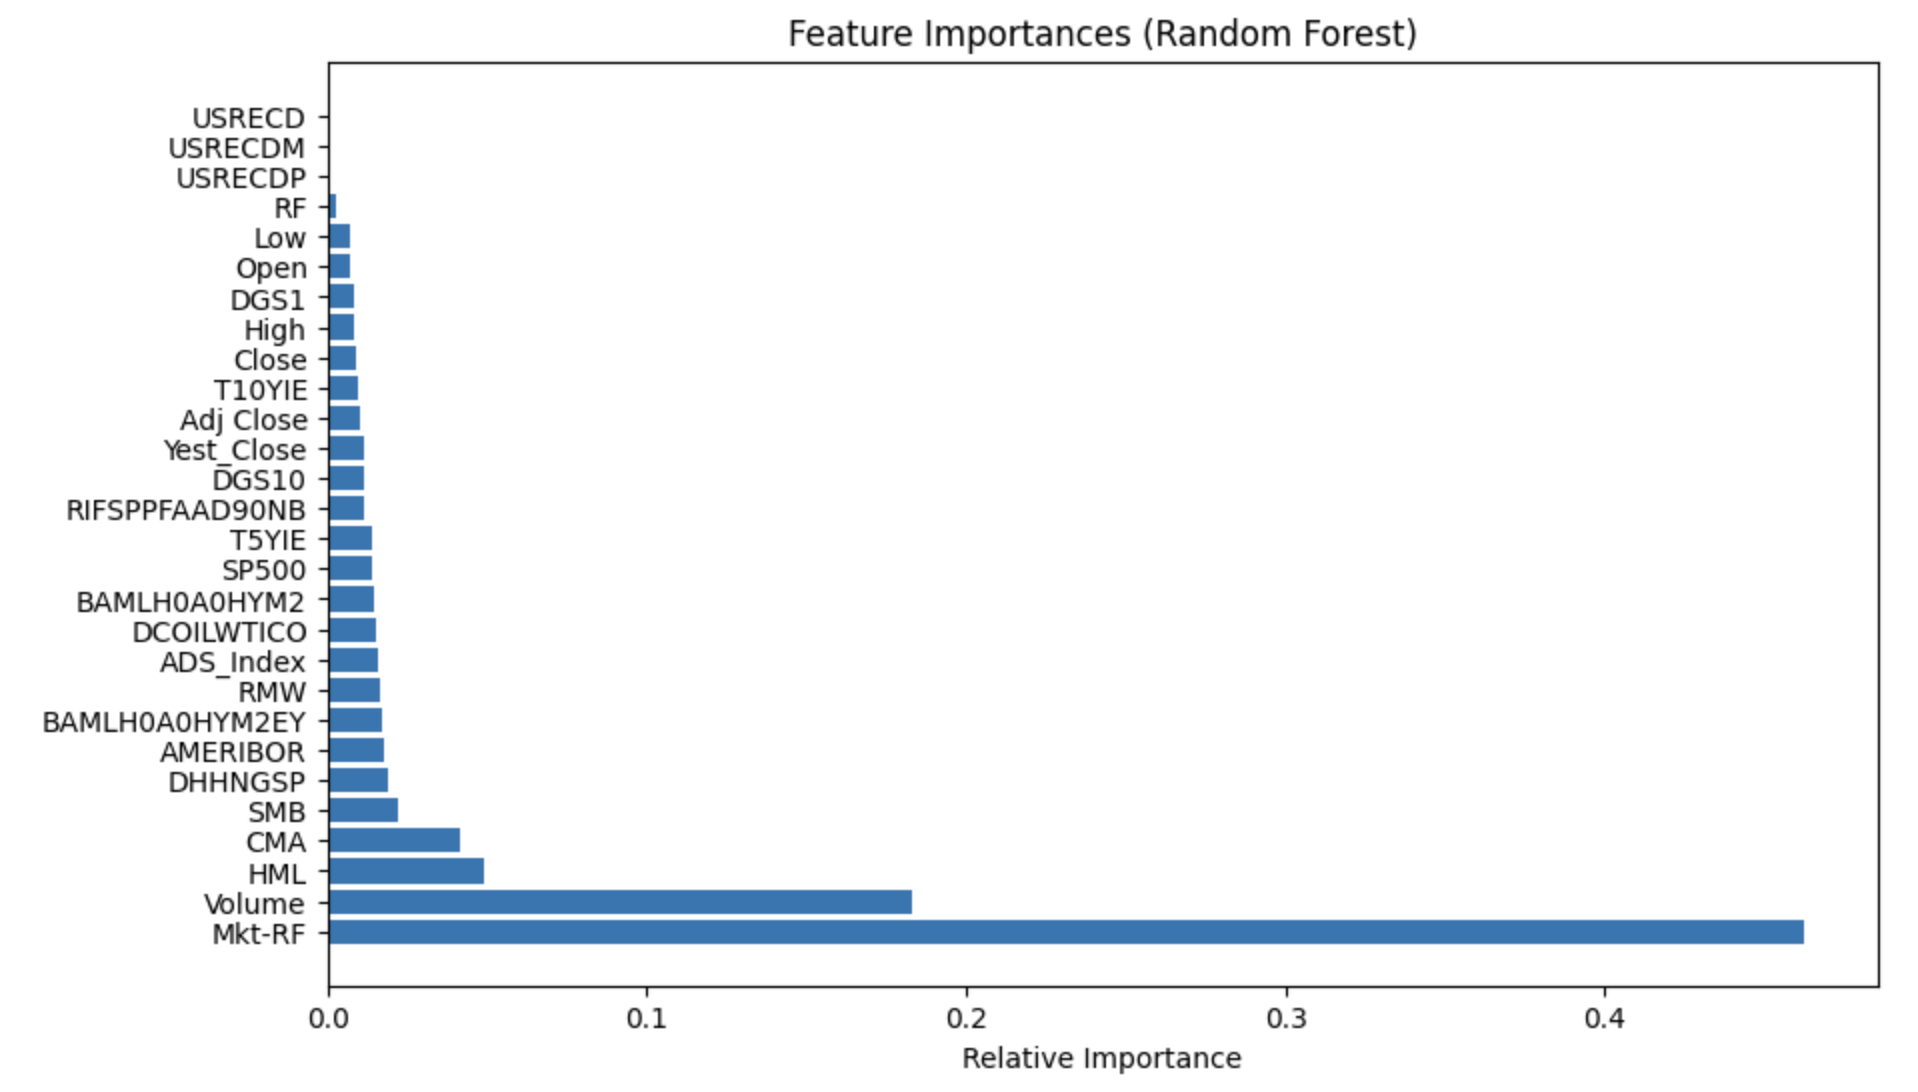 Feature Importances (Random Forest)
USRECD
USRECDM
USRECDP
RF
Low
Open
DGS1
High
Close
T10YIE
Adj Close
Yest_Close
DGS10
RIFSPPFAAD90NB
T5YIE
SP500
BAMLH0A0HYM2
DCOILWTICO
ADS_Index
RMW
BAMLH0A0HYM2EY
AMERIBOR
DHHNGSP
SMB
CMA
HML
Volume
Mkt-RF
0.0 0.1 0.2 0.3 0.4
Relative Importance